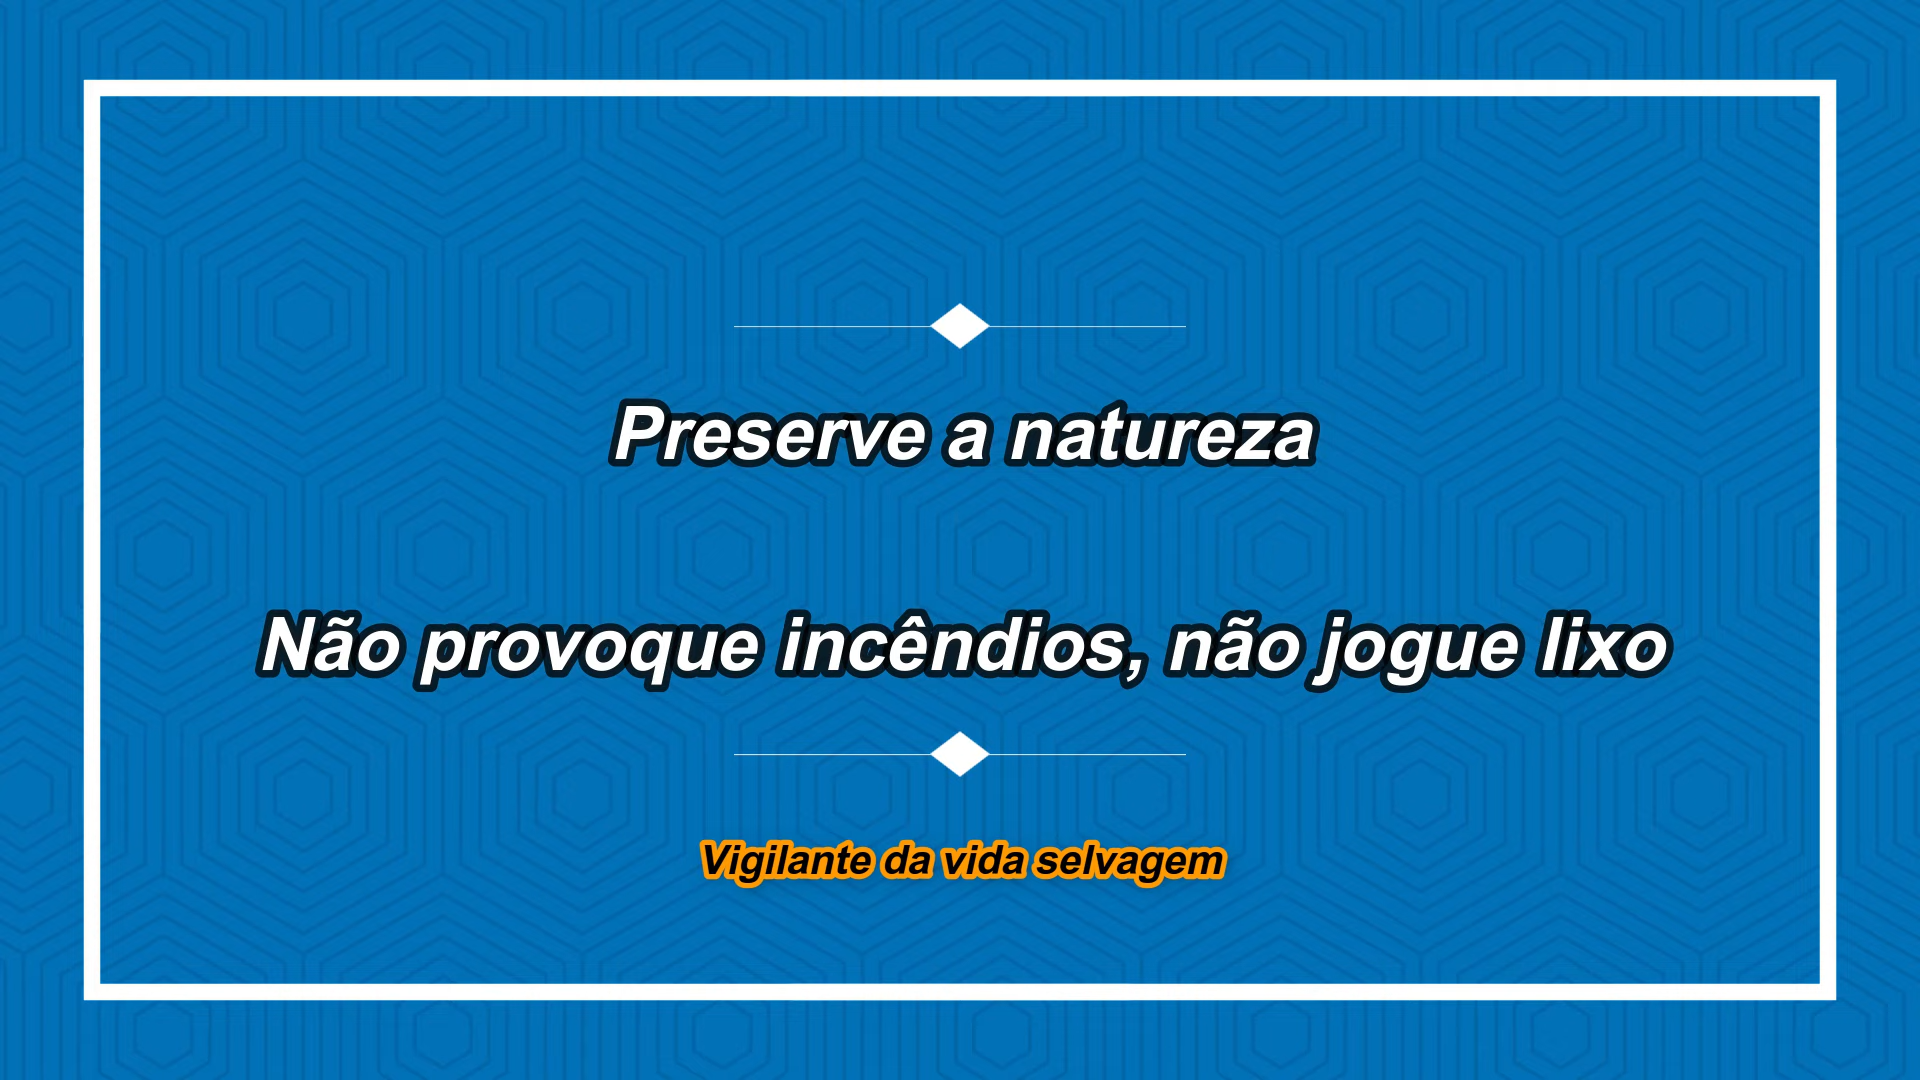 Preserve a natureza
Não provoque incêndios, não jogue lixo
Vigilante da vida selvagem